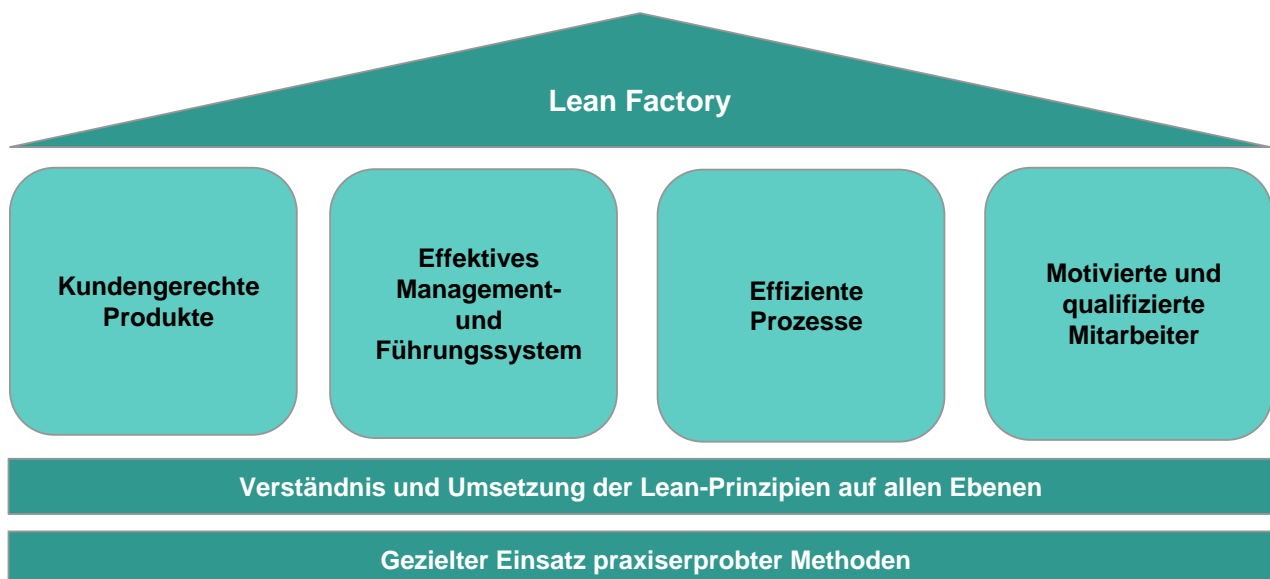 Lean Factory
Kundengerechte
Produkte
Effektives
Management-
und
Führungssystem
Effiziente
Prozesse
Motivierte und
qualifizierte
Mitarbeiter
Verständnis und Umsetzung der Lean-Prinzipien auf allen Ebenen
Gezielter Einsatz praxiserprobter Methoden